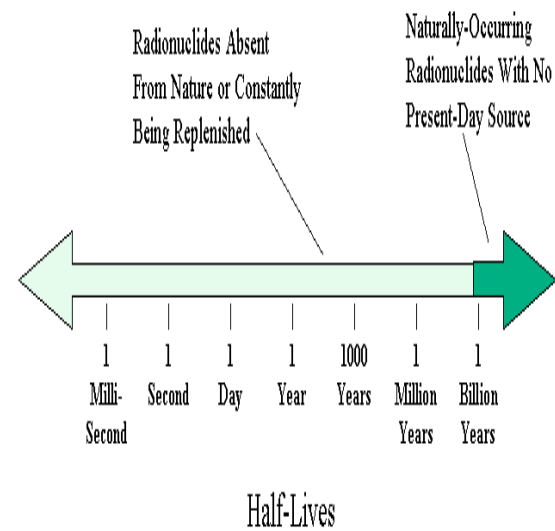 Radionuclides Absent
From Nature or Constantly
Being Replenished
Naturally-Occurring
Radionuclides With No
Present-Day Source
1 1 1 1 1000 1 1
Milli- Second Day Year Years Million Billion
Second Years Years
Half-Lives